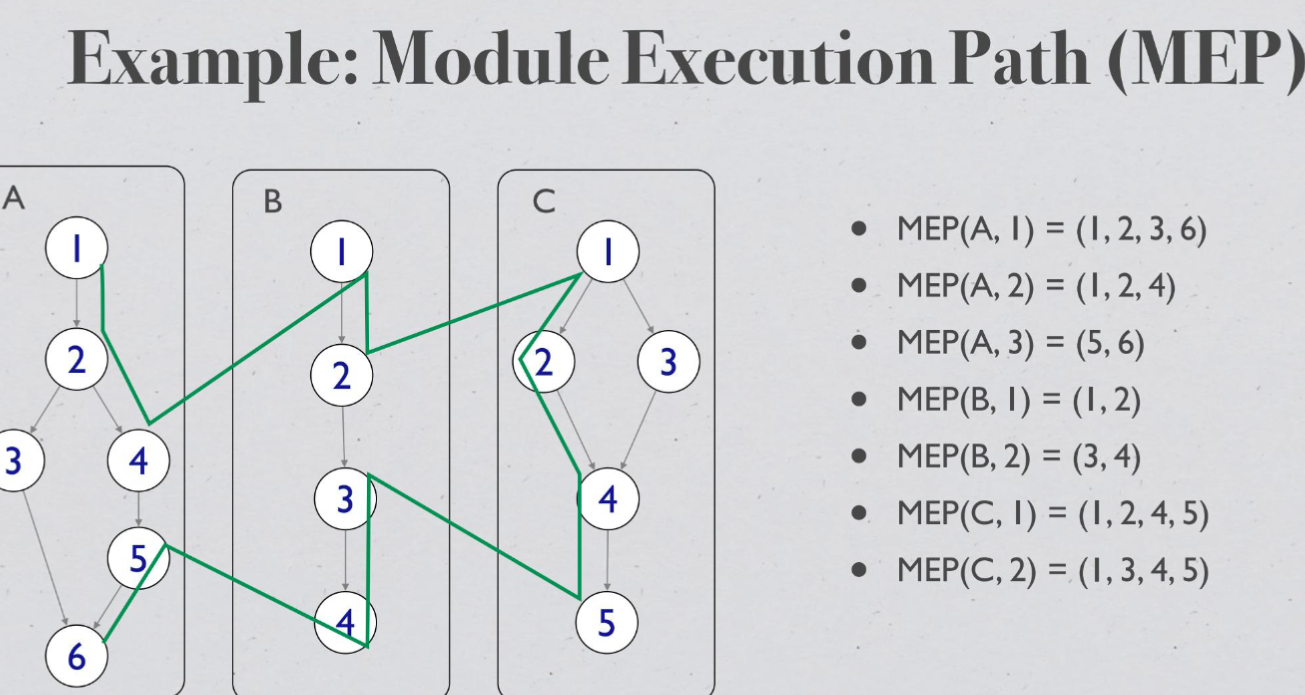 Example: Module Execution Path (MEP)
A
1
2
3
4
5
6
B
1
2
3
4
C
1
2
3
4
5
MEP(A, 1) = (1, 2, 3, 6)
MEP(A, 2) = (1, 2, 4)
MEP(A, 3) = (5, 6)
MEP(B, 1) = (1, 2)
MEP(B, 2) = (3, 4)
MEP(C, 1) = (1, 2, 4, 5)
MEP(C, 2) = (1, 3, 4, 5)